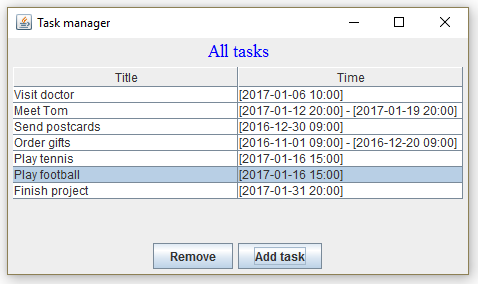 Task manager
All tasks
Title Time
Visit doctor [2017-01-06 10:00]
Meet Tom [2017-01-12 20:00] - [2017-01-19 20:00]
Send postcards [2016-12-30 09:00]
Order gifts [2016-11-01 09:00] - [2016-12-20 09:00]
Play tennis [2017-01-16 15:00]
Play football [2017-01-16 15:00]
Finish project [2017-01-31 20:00]
Remove Add task